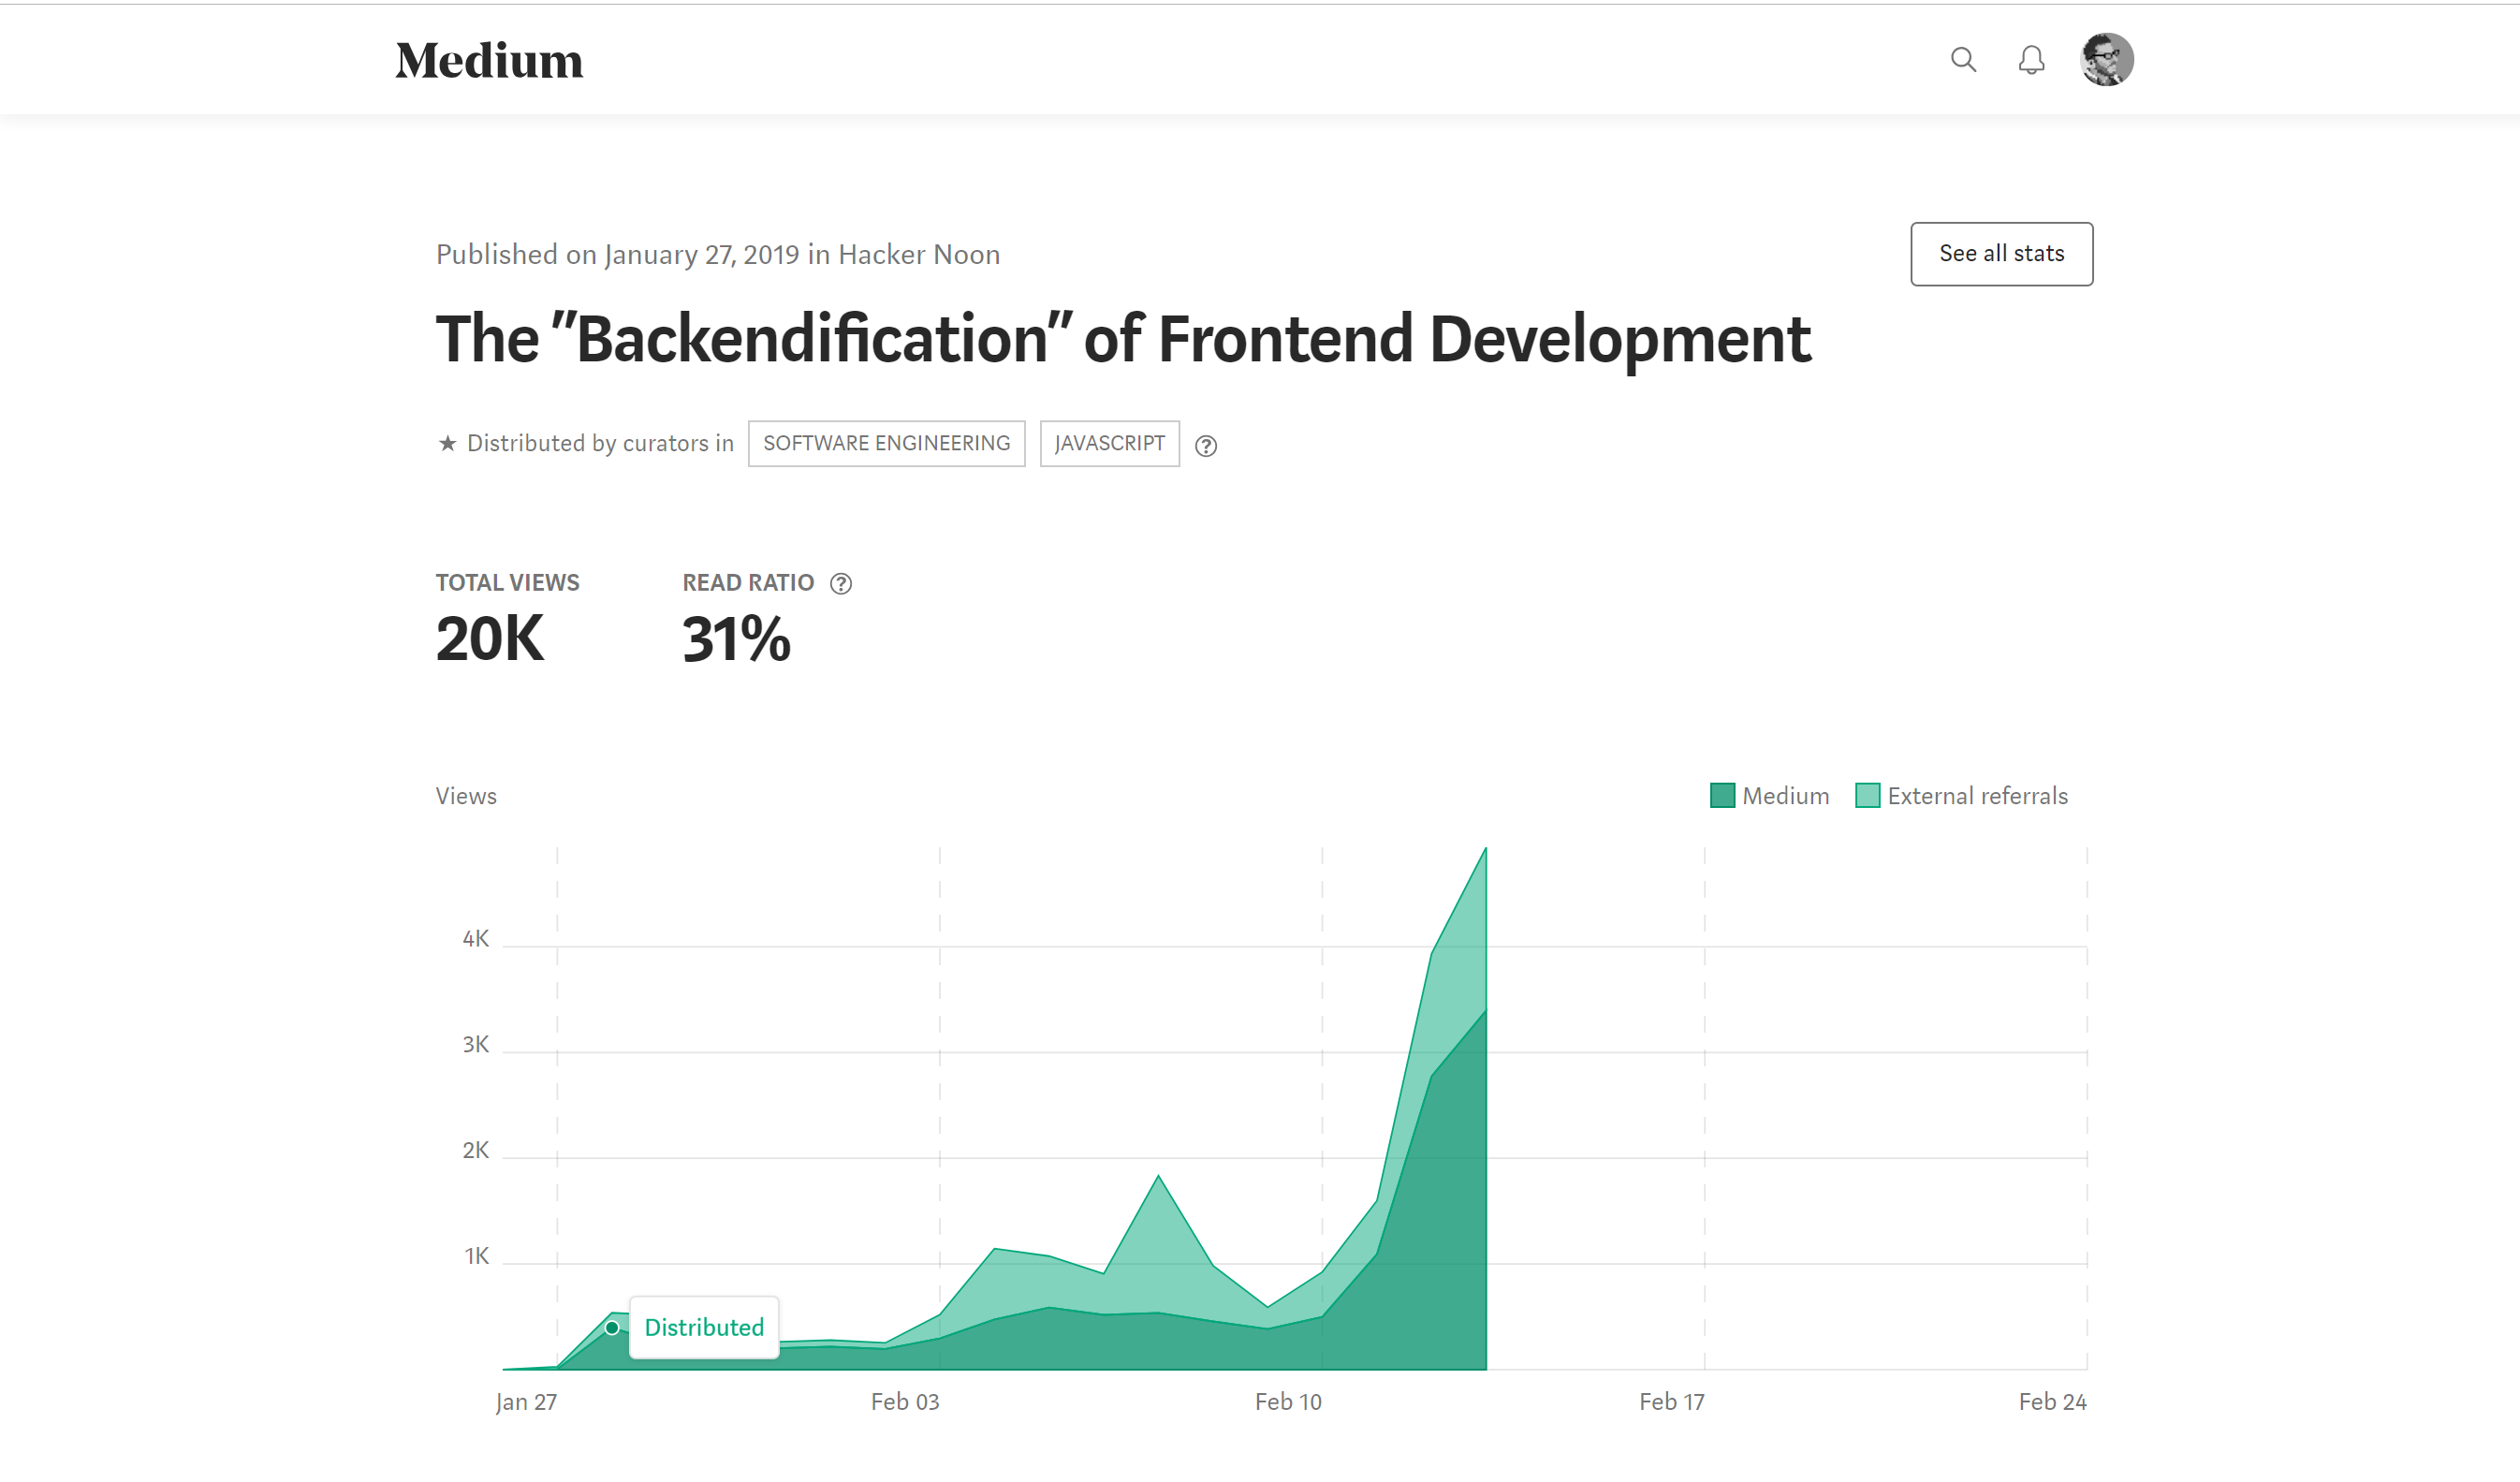 Medium
Published on January 27, 2019 in Hacker Noon
See all stats
The "Backendification" of Frontend Development
★ Distributed by curators in SOFTWARE ENGINEERING JAVASCRIPT ?
TOTAL VIEWS READ RATIO ?
20K 31%
Views Medium External referrals
4K
3K
2K
1K
Distributed
Jan 27 Feb 03 Feb 10 Feb 17 Feb 24